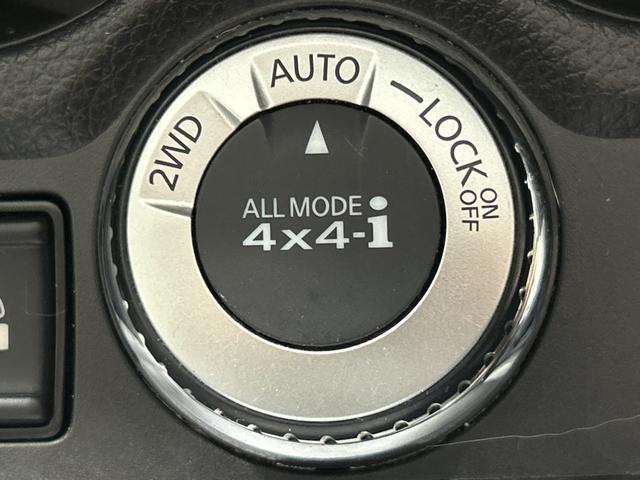 2WD
AUTO
LOCK
ON
OFF
ALL MODE
4x4-i